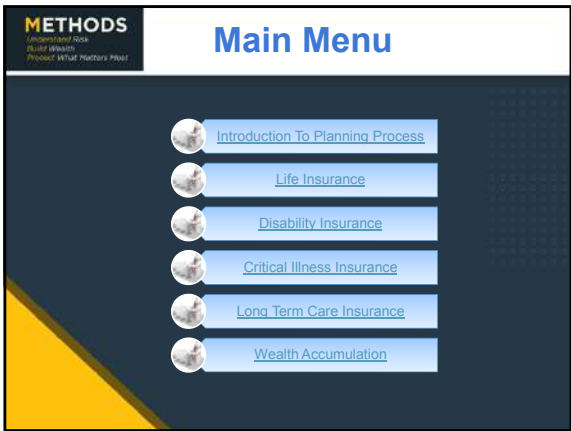 METHODS
Understand Risk
Build Wealth
Protect What Matters Most
Main Menu
Introduction To Planning Process
Life Insurance
Disability Insurance
Critical Illness Insurance
Long Term Care Insurance
Wealth Accumulation